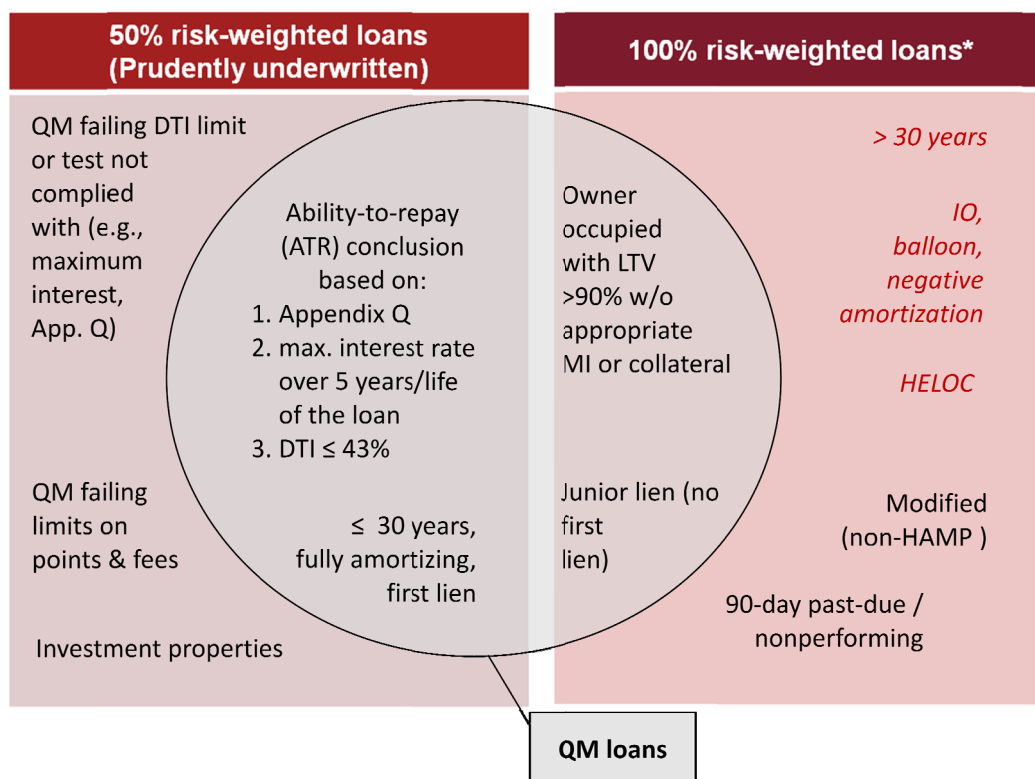 50% risk-weighted loans
(Prudently underwritten)
100% risk-weighted loans*
QM failing DTI limit
or test not
complied
with (e.g.,
maximum
interest,
App. Q)
QM failing
limits on
points & fees
Investment properties
Ability-to-repay
(ATR) conclusion
based on:
1. Appendix Q
2. max. interest rate
over 5 years/life
of the loan
3. DTI ≤ 43%
≤ 30 years,
fully amortizing,
first lien
Owner
occupied
with LTV
>90% w/o
appropriate
MI or collateral
Junior lien (no
first
lien)
> 30 years
IO,
balloon,
negative
amortization
HELOC
Modified
(non-HAMP )
90-day past-due /
nonperforming
QM loans